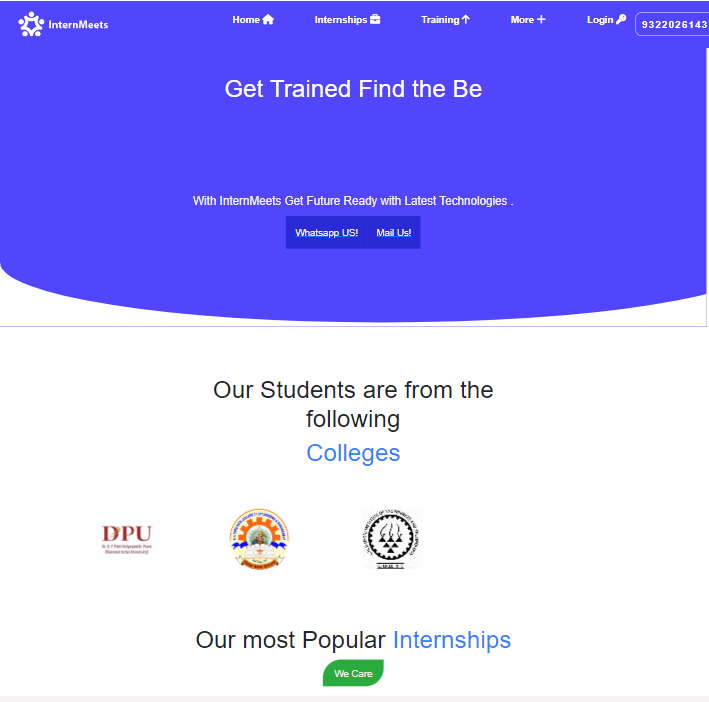 InternMeets
Home
Internships
Training
More
Login
9322026143
Get Trained Find the Be
With InternMeets Get Future Ready with Latest Technologies .
Whatsapp US!
Mail Us!
Our Students are from the
following
Colleges
DPU
Our most Popular Internships
We Care